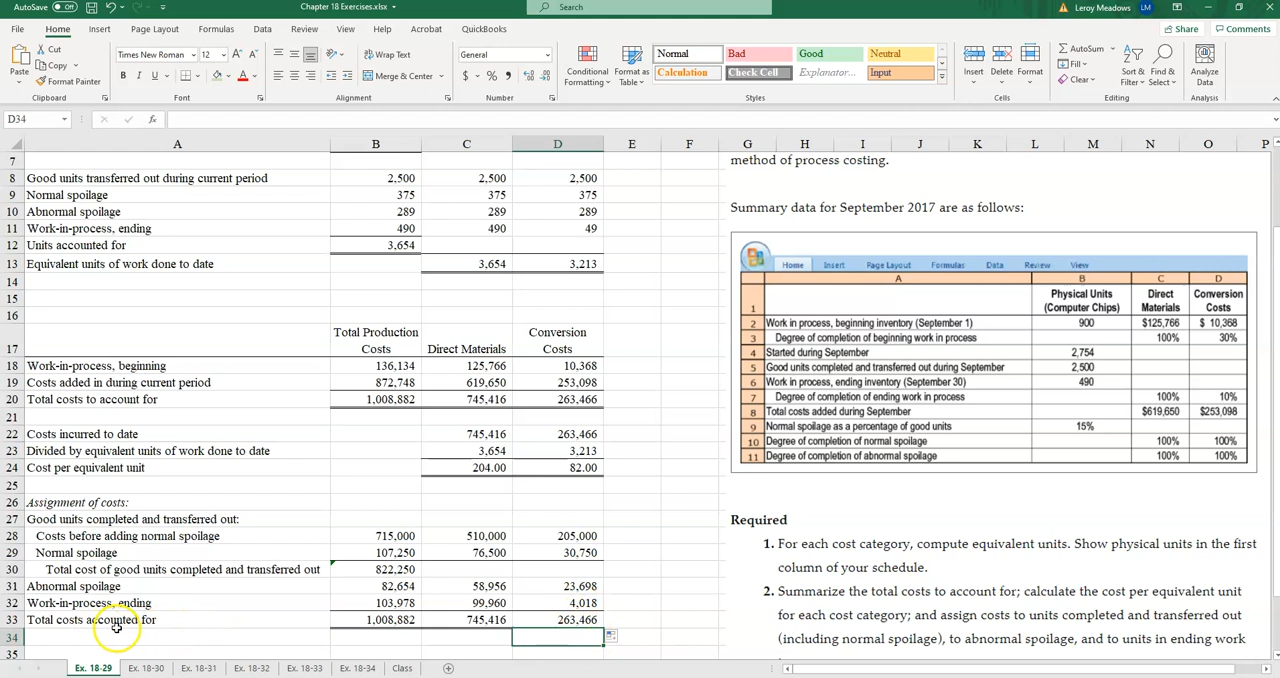 AutoSave Off Chapter 18 Exercises.xlsx Search Leroy Meadows LM
File Home Insert Page Layout Formulas Data Review View Help Acrobat QuickBooks Share Comments
Cut Times New Roman 12 Wrap Text General Normal Bad Good Neutral AutoSum
Copy Fill
Paste Format Painter B I U Merge & Center $ % Conditional Formatting Format as Table Calculation Check Cell Explanator... Input Insert Delete Format Clear Sort & Filter Find & Select Analyze Data
Clipboard Font Alignment Number Styles Cells Editing Analysis
D34 fx
A B C D E F G H I J K L M N O P
7
8 Good units transferred out during current period 2,500 2,500 2,500
9 Normal spoilage 375 375 375
10 Abnormal spoilage 289 289 289
11 Work-in-process, ending 490 490 49
12 Units accounted for 3,654
13 Equivalent units of work done to date 3,654 3,213
14
15
16
Total Production Conversion
17 Costs Direct Materials Costs
18 Work-in-process, beginning 136,134 125,766 10,368
19 Costs added in during current period 872,748 619,650 253,098
20 Total costs to account for 1,008,882 745,416 263,466
21
22 Costs incurred to date 745,416 263,466
23 Divided by equivalent units of work done to date 3,654 3,213
24 Cost per equivalent unit 204.00 82.00
25
26 Assignment of costs:
27 Good units completed and transferred out:
28 Costs before adding normal spoilage 715,000 510,000 205,000
29 Normal spoilage 107,250 76,500 30,750
30 Total cost of good units completed and transferred out 822,250
31 Abnormal spoilage 82,654 58,956 23,698
32 Work-in-process, ending 103,978 99,960 4,018
33 Total costs accounted for 1,008,882 745,416 263,466
34
35
method of process costing.
Summary data for September 2017 are as follows:
Home Insert Page Layout Formulas Data Review View
A B C D
Physical Units Direct Conversion
1 (Computer Chips) Materials Costs
2 Work in process, beginning inventory (September 1) 900 $125,766 $ 10,368
3 Degree of completion of beginning work in process 100% 30%
4 Started during September 2,754
5 Good units completed and transferred out during September 2,500
6 Work in process, ending inventory (September 30) 490
7 Degree of completion of ending work in process 100% 10%
8 Total costs added during September $619,650 $253,098
9 Normal spoilage as a percentage of good units 15%
10 Degree of completion of normal spoilage 100% 100%
11 Degree of completion of abnormal spoilage 100% 100%
Required
1. For each cost category, compute equivalent units. Show physical units in the first
column of your schedule.
2. Summarize the total costs to account for; calculate the cost per equivalent unit
for each cost category; and assign costs to units completed and transferred out
(including normal spoilage), to abnormal spoilage, and to units in ending work
Ex. 18-29 Ex. 18-30 Ex. 18-31 Ex. 18-32 Ex. 18-33 Ex. 18-34 Class